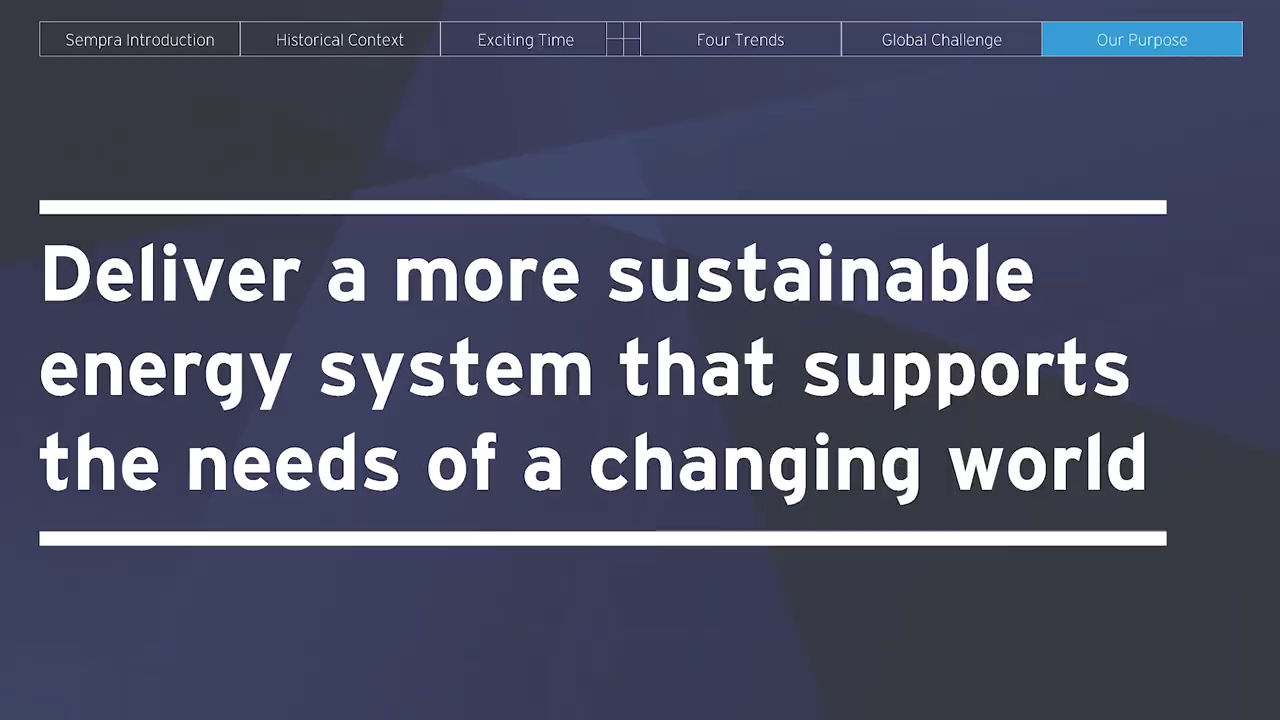 Sempra Introduction Historical Context Exciting Time Four Trends Global Challenge Our Purpose
Deliver a more sustainable
energy system that supports
the needs of a changing world